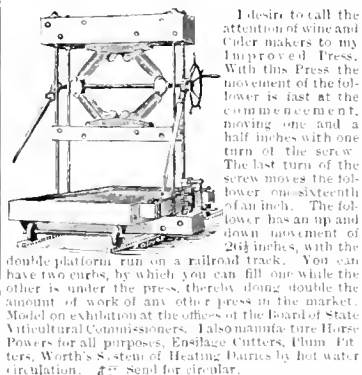 I desire to call the
attention of wine and
Cider makers to my
Improved Press.
With this Press the
movement of the fol-
lower is fast at the
commencement,
moving one and a
half inches with one
turn of the screw
The last turn of the
screw moves the fol-
lower one-sixteenth
of an inch. The fol-
lower has an up and
down movement of
26½ inches, with the
double platform run on a railroad track. You can
have two curbs, by which you can fill one while the
other is under the press, thereby doing double the
amount of work of any other press in the market.
Model on exhibition at the offices of the Board of State
Viticultural Commissioners. I also manufacture Horse
Powers for all purposes, Ensilage Cutters, Plum Pit-
ters, Worth's System of Heating Dairies by hot water
circulation. Send for circular.